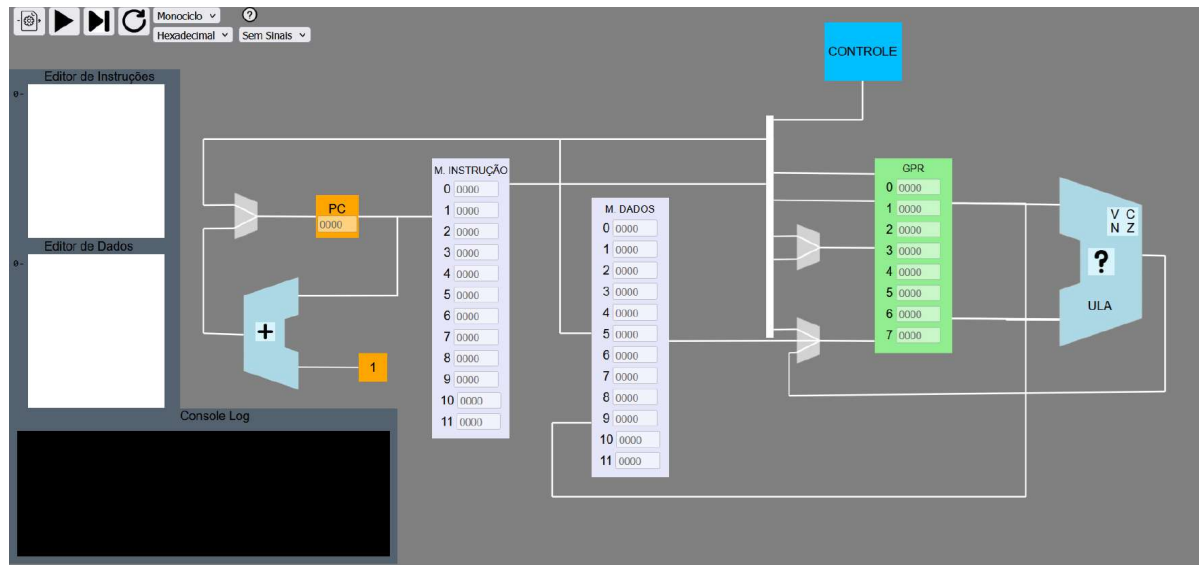 Monociclo
?
Hexadecimal
Sem Sinais
CONTROLE
Editor de Instruções
0-
M. INSTRUÇÃO
0 0000
1 0000
2 0000
3 0000
4 0000
5 0000
6 0000
7 0000
8 0000
9 0000
10 0000
11 0000
GPR
0 0000
1 0000
2 0000
3 0000
4 0000
5 0000
6 0000
7 0000
PC
0000
M. DADOS
0 0000
1 0000
2 0000
3 0000
4 0000
5 0000
6 0000
7 0000
8 0000
9 0000
10 0000
11 0000
V C
N Z
?
ULA
Editor de Dados
0-
+
1
Console Log